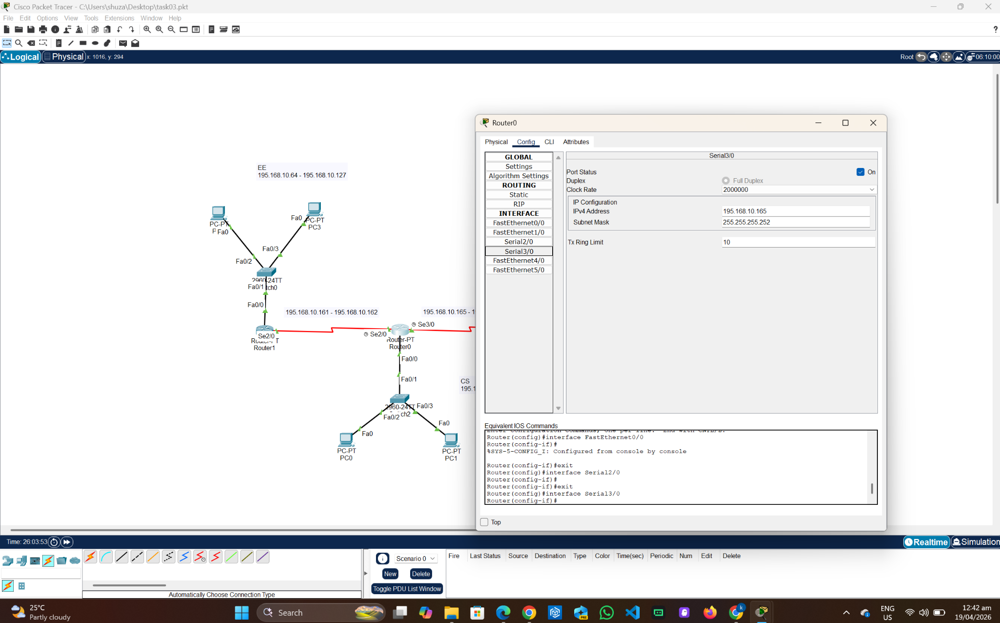 Cisco Packet Tracer - C:\Users\shuza\Desktop\task03.pkt
File Edit Options View Tools Extensions Window Help
Logical Physical x: 1016, y: 294
Root 06:10:00
EE
195.168.10.64 - 195.168.10.127
Fa0
PC-PT
PC3
PC-PT
P Fa0
Fa0/3
Fa0/2
2960-24TT
Fa0/1 tch0
Fa0/0
195.168.10.161 - 195.168.10.162
195.168.10.165 - 1
Se3/0
Se2/0
Se2/0
Router1
Router-PT
Router0
Fa0/0
Fa0/1
CS
195.1
2960-24TT Fa0/3
Fa0/2 ch2
Fa0
Fa0
PC-PT
PC0
PC-PT
PC1
Router0
Physical Config CLI Attributes
GLOBAL
Settings
Algorithm Settings
ROUTING
Static
RIP
INTERFACE
FastEthernet0/0
FastEthernet1/0
Serial2/0
Serial3/0
FastEthernet4/0
FastEthernet5/0
Serial3/0
Port Status On
Duplex Full Duplex
Clock Rate 2000000
IP Configuration
IPv4 Address 195.168.10.165
Subnet Mask 255.255.255.252
Tx Ring Limit 10
Equivalent IOS Commands
Enter configuration commands, one per line. End with CNTL/Z.
Router(config)#interface FastEthernet0/0
Router(config-if)#
%SYS-5-CONFIG_I: Configured from console by console
Router(config-if)#exit
Router(config)#interface Serial2/0
Router(config-if)#
Router(config-if)#exit
Router(config)#interface Serial3/0
Router(config-if)#
Top
Time: 26:03:53
Realtime Simulation
Scenario 0
New Delete
Toggle PDU List Window
Fire Last Status Source Destination Type Color Time(sec) Periodic Num Edit Delete
Automatically Choose Connection Type
25°C
Partly cloudy
Search
PRE
k
ENG
US
12:42 am
19/04/2026